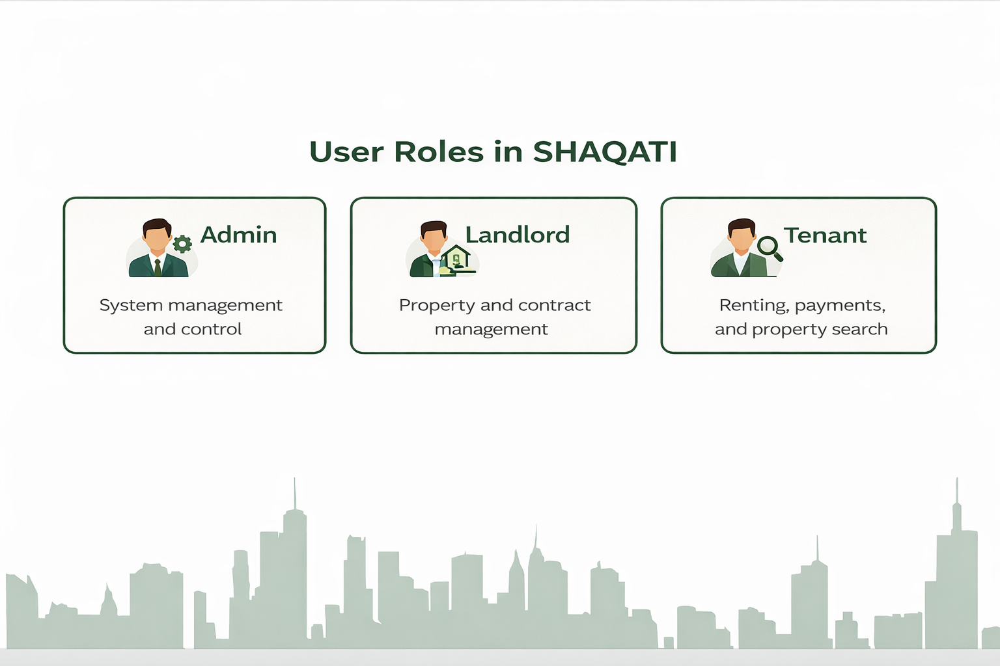 User Roles in SHAQATI
Admin
System management
and control
Landlord
Property and contract
management
Tenant
Renting, payments,
and property search